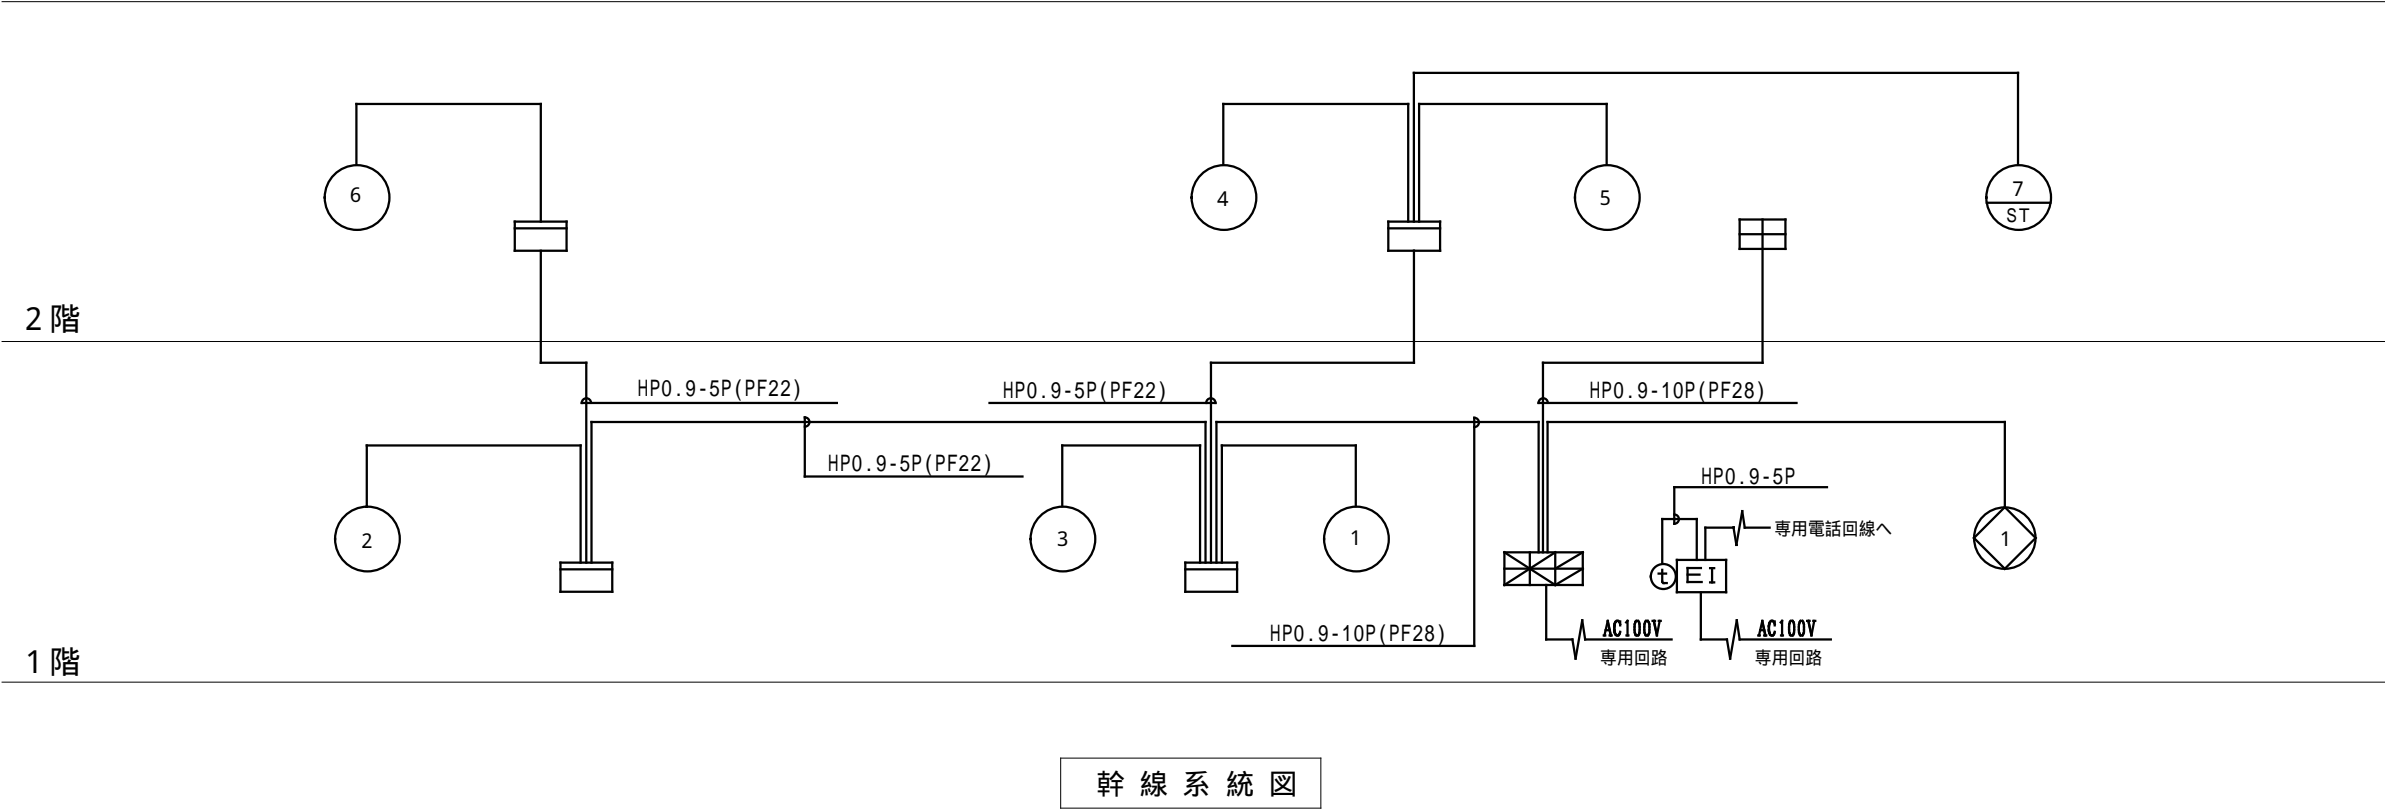 6
4
5
7
ST
2階
HP0.9-5P(PF22)
HP0.9-5P(PF22)
HP0.9-10P(PF28)
HP0.9-5P(PF22)
HP0.9-5P
専用電話回線へ
2
3
1
1
t
EI
HP0.9-10P(PF28)
AC100V
専用回路
AC100V
専用回路
1階
幹線系統図